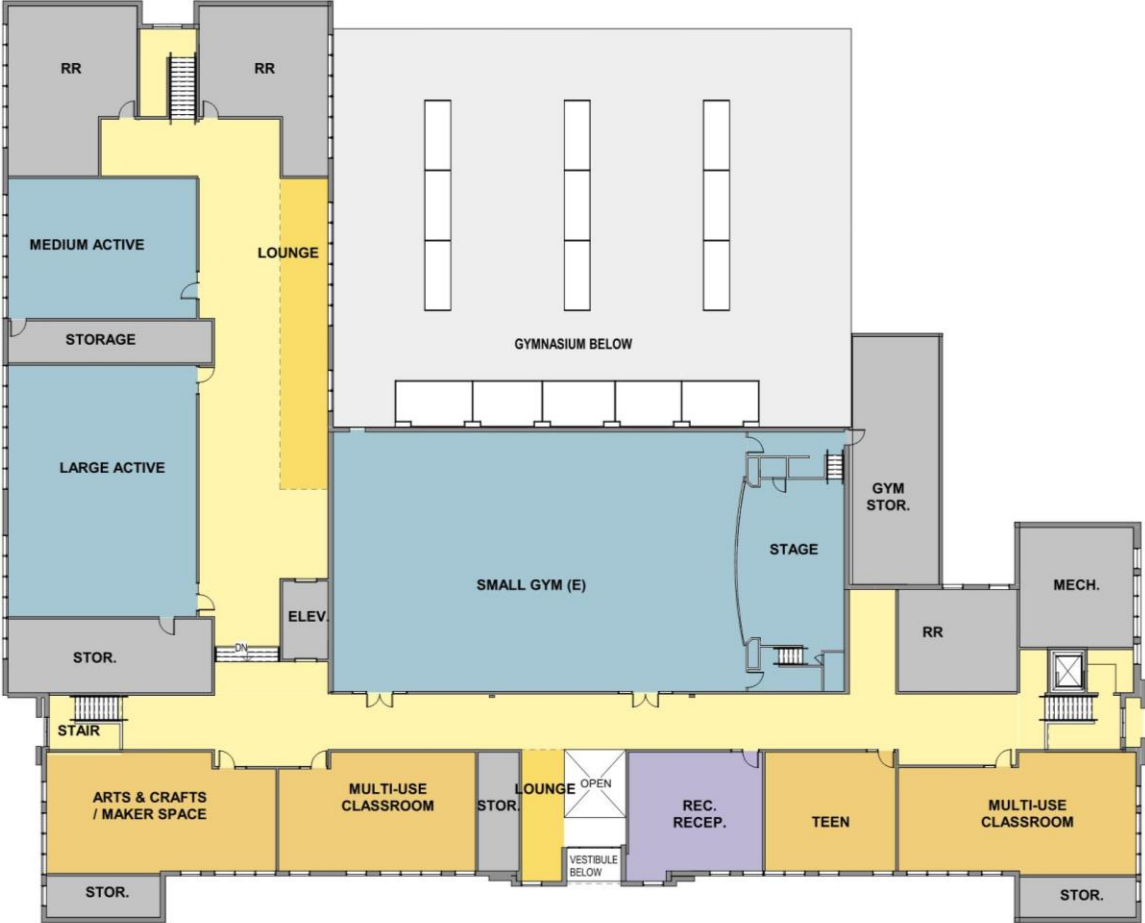 RR
RR
MEDIUM ACTIVE
LOUNGE
STORAGE
GYMNASIUM BELOW
LARGE ACTIVE
GYM
STOR.
STAGE
SMALL GYM (E)
MECH.
ELEV.
RR
DN
STOR.
STAIR
ARTS & CRAFTS
/ MAKER SPACE
MULTI-USE
CLASSROOM
STOR.
LOUNGE
OPEN
REC.
RECEP.
TEEN
MULTI-USE
CLASSROOM
VESTIBULE
BELOW
STOR.
STOR.